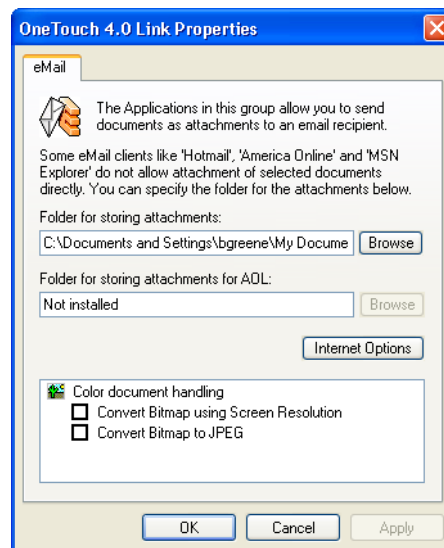 OneTouch 4.0 Link Properties
eMail
The Applications in this group allow you to send
documents as attachments to an email recipient.
Some eMail clients like 'Hotmail', 'America Online' and 'MSN
Explorer' do not allow attachment of selected documents
directly. You can specify the folder for the attachments below.
Folder for storing attachments:
C:\Documents and Settings\bgreene\My Docume Browse
Folder for storing attachments for AOL:
Not installed Browse
Internet Options
Color document handling
Convert Bitmap using Screen Resolution
Convert Bitmap to JPEG
OK Cancel Apply